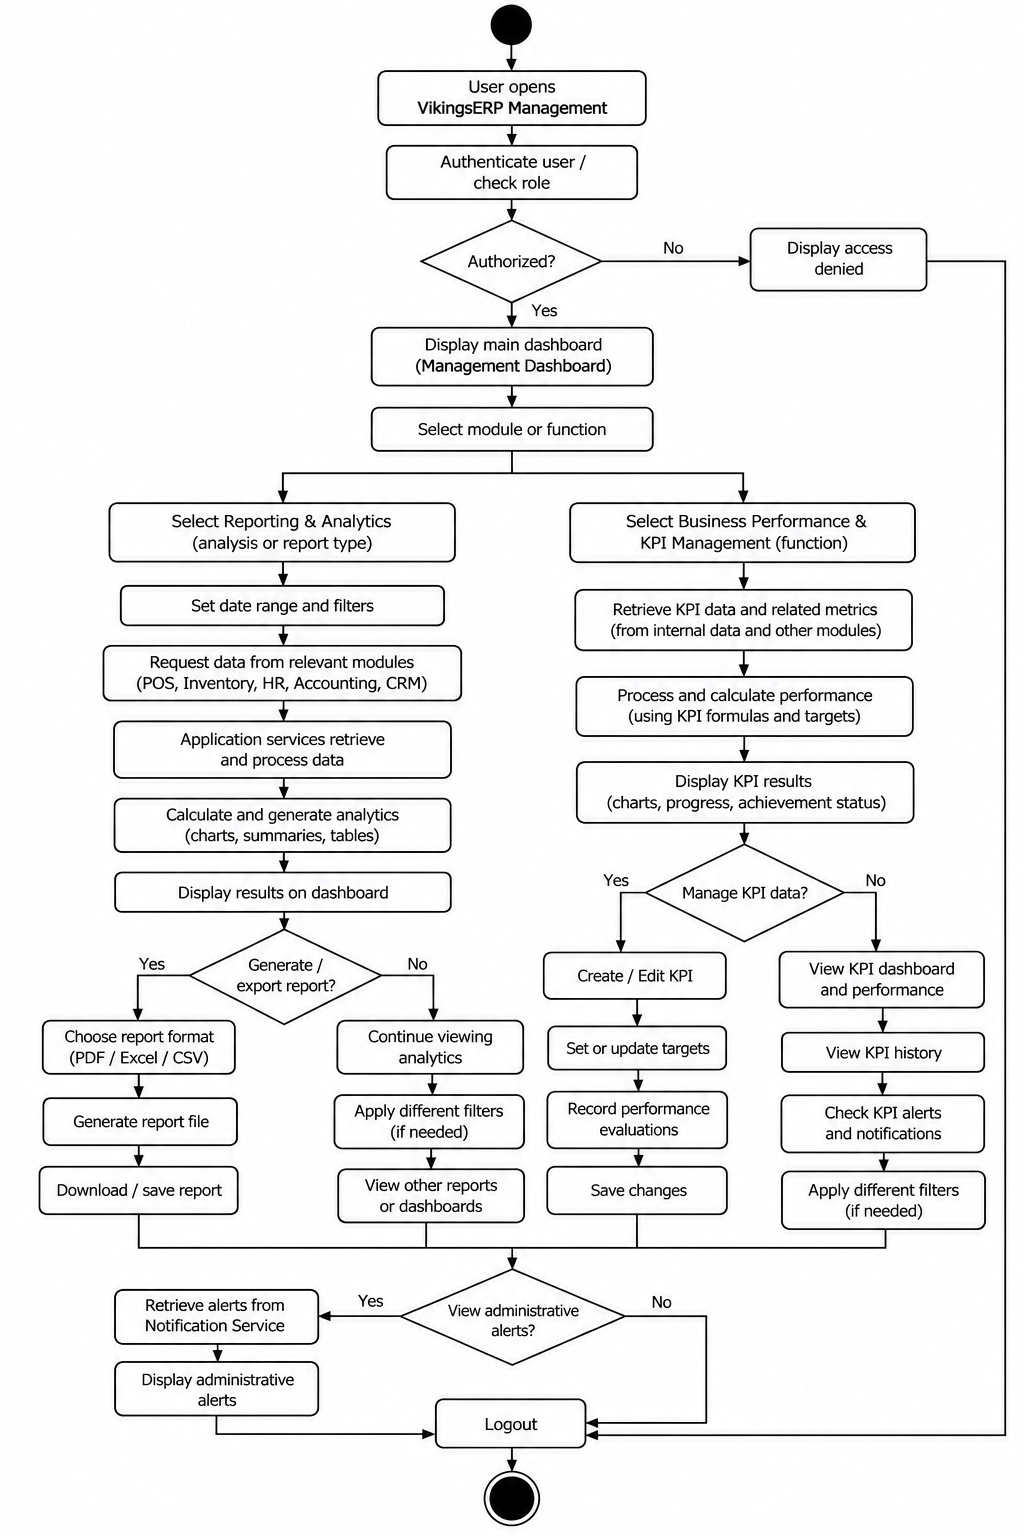 User opens
VikingsERP Management
Authenticate user /
check role
Authorized?
No
Display access
denied
Yes
Display main dashboard
(Management Dashboard)
Select module or function
Select Reporting & Analytics
(analysis or report type)
Set date range and filters
Request data from relevant modules
(POS, Inventory, HR, Accounting, CRM)
Application services retrieve
and process data
Calculate and generate analytics
(charts, summaries, tables)
Display results on dashboard
Generate /
export report?
Yes
No
Choose report format
(PDF / Excel / CSV)
Generate report file
Download / save report
Continue viewing
analytics
Apply different filters
(if needed)
View other reports
or dashboards
Select Business Performance &
KPI Management (function)
Retrieve KPI data and related metrics
(from internal data and other modules)
Process and calculate performance
(using KPI formulas and targets)
Display KPI results
(charts, progress, achievement status)
Manage KPI data?
Yes
No
Create / Edit KPI
Set or update targets
Record performance
evaluations
Save changes
View KPI dashboard
and performance
View KPI history
Check KPI alerts
and notifications
Apply different filters
(if needed)
View administrative
alerts?
Yes
No
Retrieve alerts from
Notification Service
Display administrative
alerts
Logout